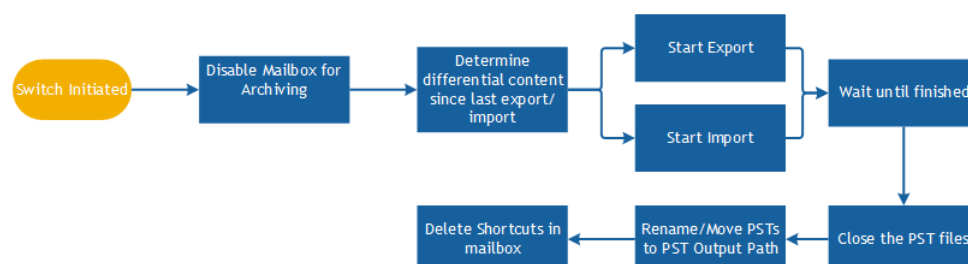 Switch Initiated
Disable Mailbox for
Archiving
Determine
differential content
since last export/
import
Start Export
Start Import
Wait until finished
Close the PST files
Rename/Move PSTs
to PST Output Path
Delete Shortcuts in
mailbox